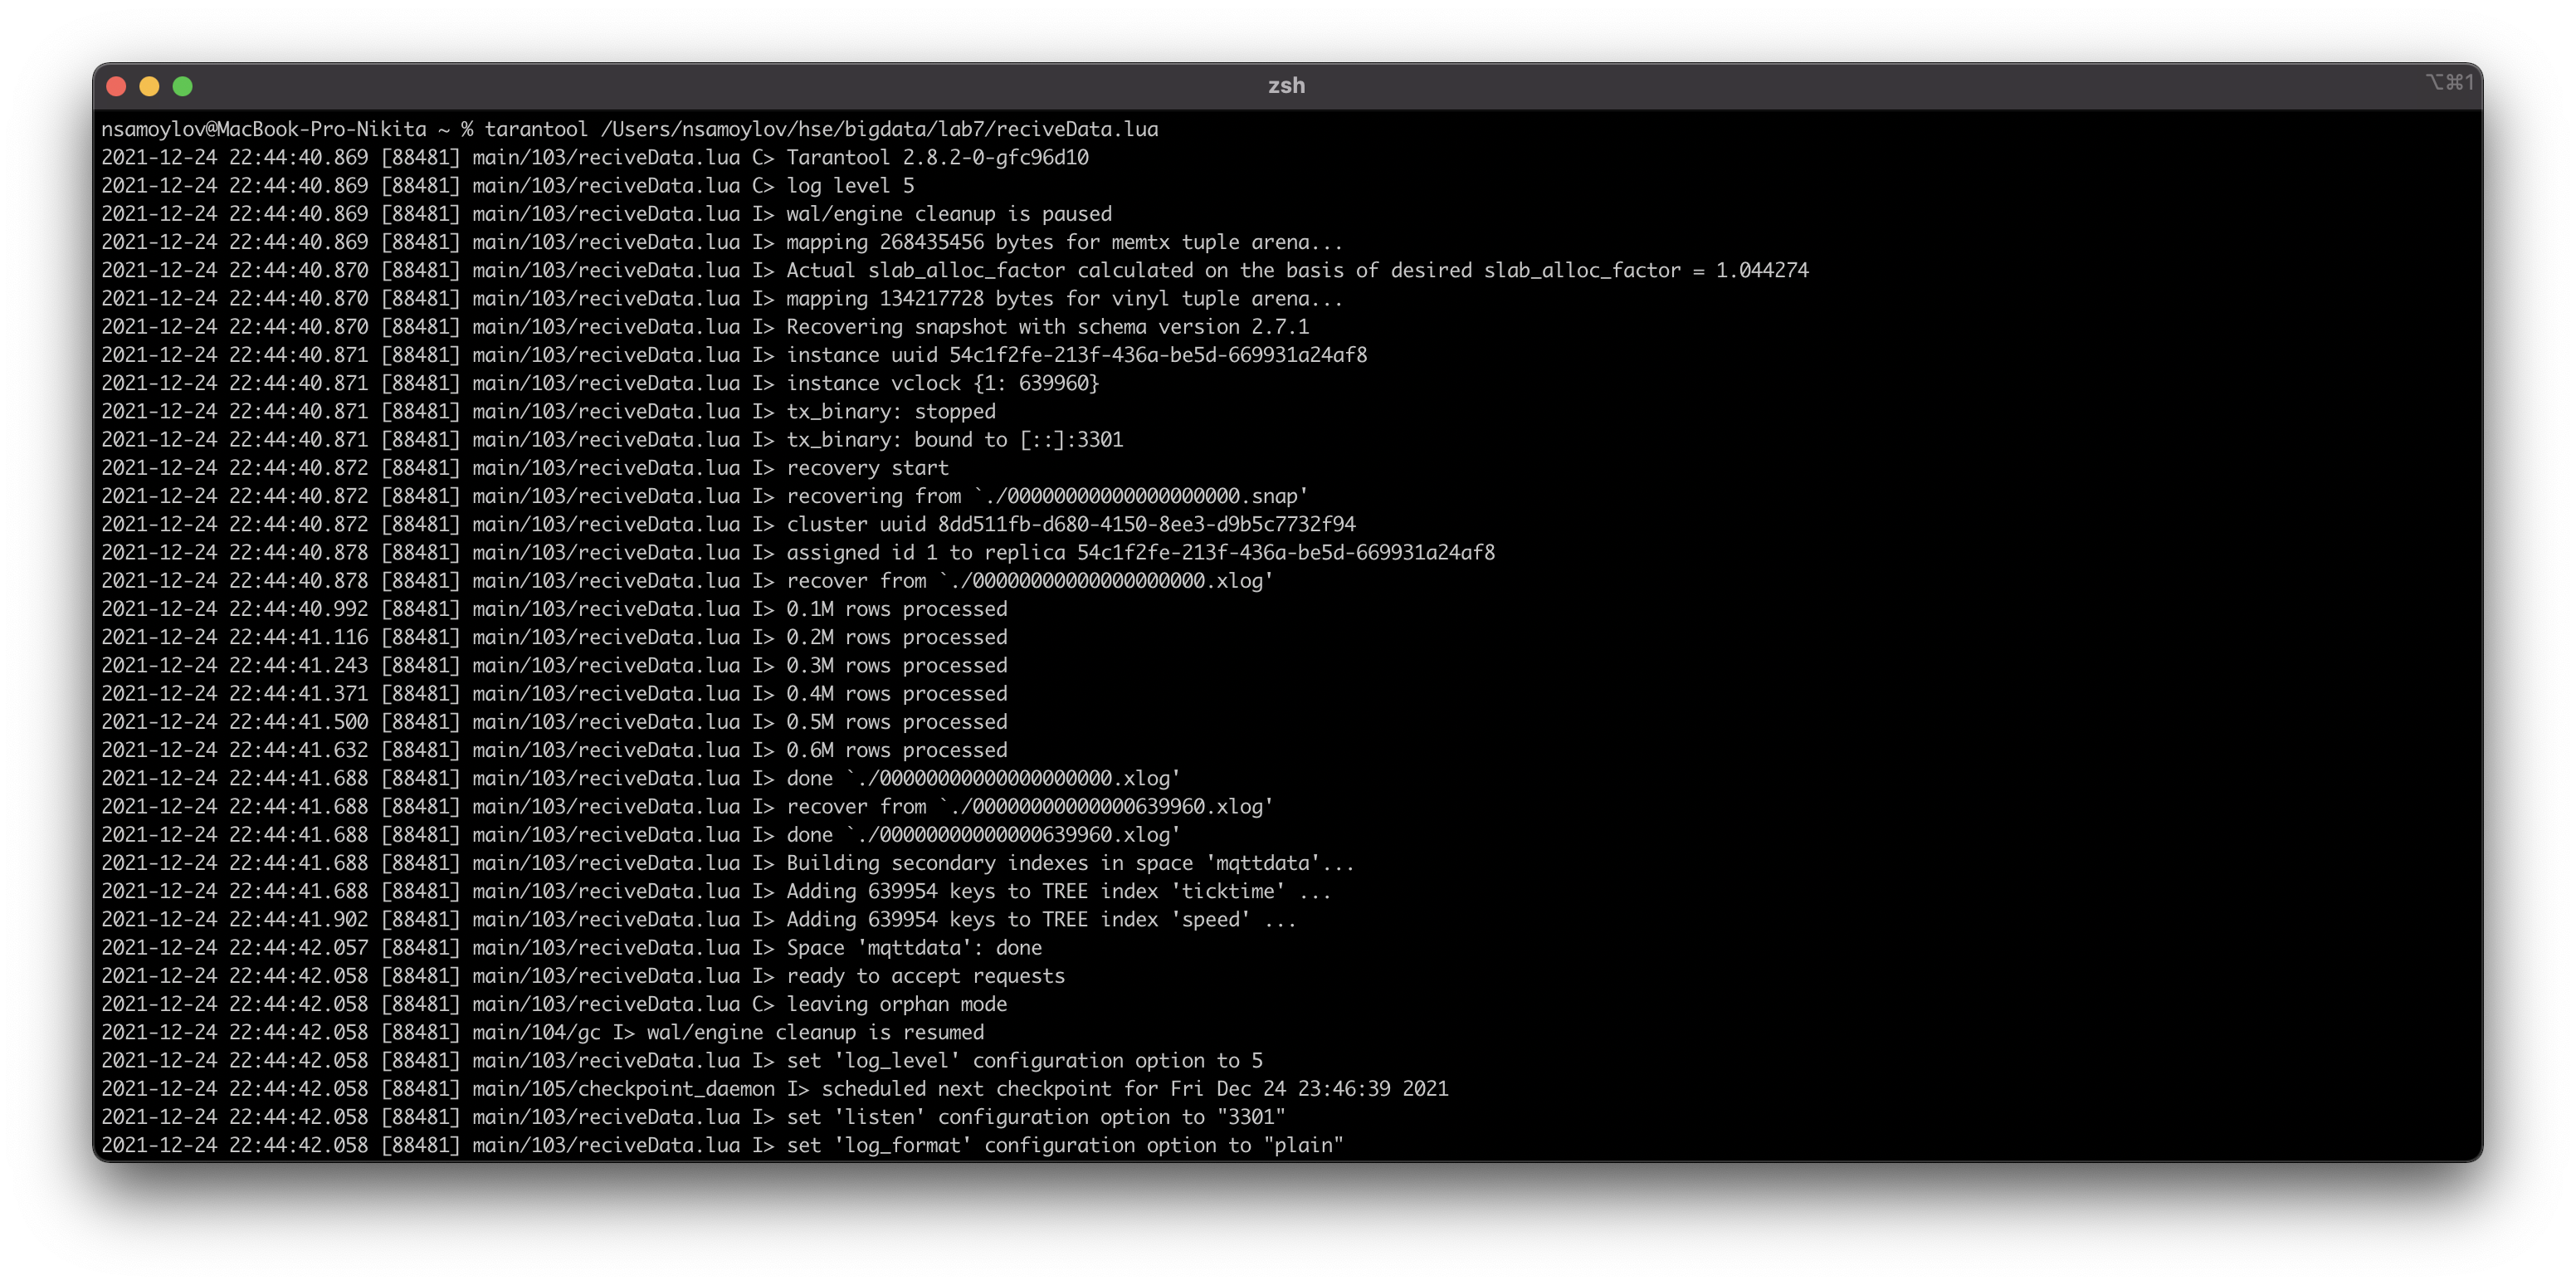 zsh
⌥⌘1
nsamoylov@MacBook-Pro-Nikita ~ % tarantool /Users/nsamoylov/hse/bigdata/lab7/reciveData.lua
2021-12-24 22:44:40.869 [88481] main/103/reciveData.lua C> Tarantool 2.8.2-0-gfc96d10
2021-12-24 22:44:40.869 [88481] main/103/reciveData.lua C> log level 5
2021-12-24 22:44:40.869 [88481] main/103/reciveData.lua I> wal/engine cleanup is paused
2021-12-24 22:44:40.869 [88481] main/103/reciveData.lua I> mapping 268435456 bytes for memtx tuple arena...
2021-12-24 22:44:40.870 [88481] main/103/reciveData.lua I> Actual slab_alloc_factor calculated on the basis of desired slab_alloc_factor = 1.044274
2021-12-24 22:44:40.870 [88481] main/103/reciveData.lua I> mapping 134217728 bytes for vinyl tuple arena...
2021-12-24 22:44:40.870 [88481] main/103/reciveData.lua I> Recovering snapshot with schema version 2.7.1
2021-12-24 22:44:40.871 [88481] main/103/reciveData.lua I> instance uuid 54c1f2fe-213f-436a-be5d-669931a24af8
2021-12-24 22:44:40.871 [88481] main/103/reciveData.lua I> instance vclock {1: 639960}
2021-12-24 22:44:40.871 [88481] main/103/reciveData.lua I> tx_binary: stopped
2021-12-24 22:44:40.871 [88481] main/103/reciveData.lua I> tx_binary: bound to [::]:3301
2021-12-24 22:44:40.872 [88481] main/103/reciveData.lua I> recovery start
2021-12-24 22:44:40.872 [88481] main/103/reciveData.lua I> recovering from `./00000000000000000000.snap'
2021-12-24 22:44:40.872 [88481] main/103/reciveData.lua I> cluster uuid 8dd511fb-d680-4150-8ee3-d9b5c7732f94
2021-12-24 22:44:40.878 [88481] main/103/reciveData.lua I> assigned id 1 to replica 54c1f2fe-213f-436a-be5d-669931a24af8
2021-12-24 22:44:40.878 [88481] main/103/reciveData.lua I> recover from `./00000000000000000000.xlog'
2021-12-24 22:44:40.992 [88481] main/103/reciveData.lua I> 0.1M rows processed
2021-12-24 22:44:41.116 [88481] main/103/reciveData.lua I> 0.2M rows processed
2021-12-24 22:44:41.243 [88481] main/103/reciveData.lua I> 0.3M rows processed
2021-12-24 22:44:41.371 [88481] main/103/reciveData.lua I> 0.4M rows processed
2021-12-24 22:44:41.500 [88481] main/103/reciveData.lua I> 0.5M rows processed
2021-12-24 22:44:41.632 [88481] main/103/reciveData.lua I> 0.6M rows processed
2021-12-24 22:44:41.688 [88481] main/103/reciveData.lua I> done `./00000000000000000000.xlog'
2021-12-24 22:44:41.688 [88481] main/103/reciveData.lua I> recover from `./00000000000000639960.xlog'
2021-12-24 22:44:41.688 [88481] main/103/reciveData.lua I> done `./00000000000000639960.xlog'
2021-12-24 22:44:41.688 [88481] main/103/reciveData.lua I> Building secondary indexes in space 'mqttdata'...
2021-12-24 22:44:41.688 [88481] main/103/reciveData.lua I> Adding 639954 keys to TREE index 'ticktime' ...
2021-12-24 22:44:41.902 [88481] main/103/reciveData.lua I> Adding 639954 keys to TREE index 'speed' ...
2021-12-24 22:44:42.057 [88481] main/103/reciveData.lua I> Space 'mqttdata': done
2021-12-24 22:44:42.058 [88481] main/103/reciveData.lua I> ready to accept requests
2021-12-24 22:44:42.058 [88481] main/103/reciveData.lua C> leaving orphan mode
2021-12-24 22:44:42.058 [88481] main/104/gc I> wal/engine cleanup is resumed
2021-12-24 22:44:42.058 [88481] main/103/reciveData.lua I> set 'log_level' configuration option to 5
2021-12-24 22:44:42.058 [88481] main/105/checkpoint_daemon I> scheduled next checkpoint for Fri Dec 24 23:46:39 2021
2021-12-24 22:44:42.058 [88481] main/103/reciveData.lua I> set 'listen' configuration option to "3301"
2021-12-24 22:44:42.058 [88481] main/103/reciveData.lua I> set 'log_format' configuration option to "plain"